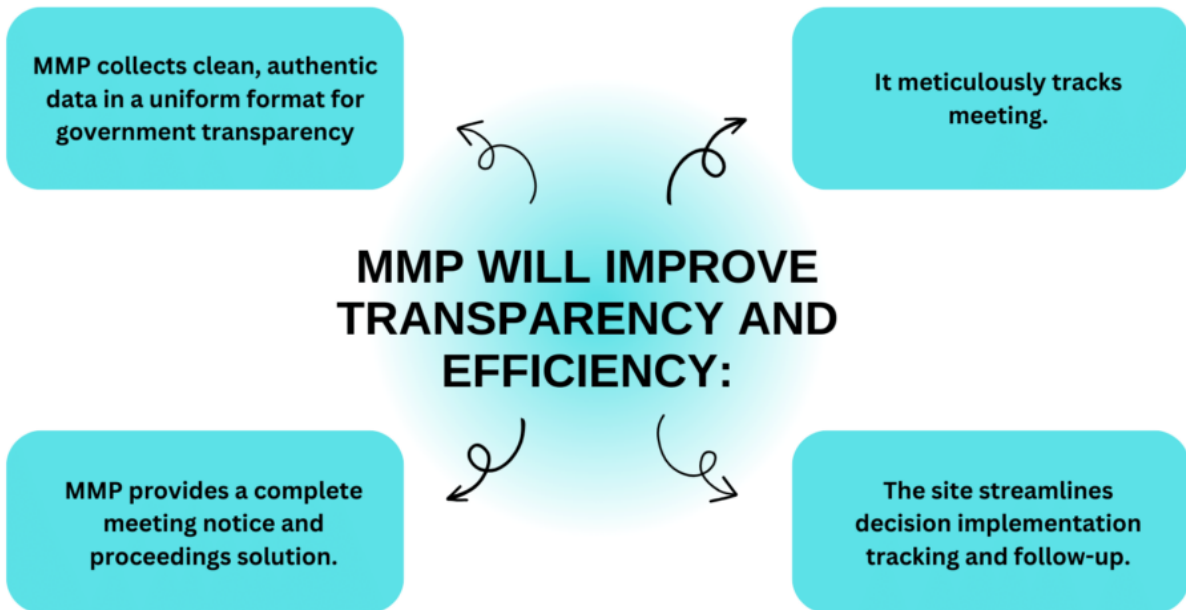 MMP collects clean, authentic
data in a uniform format for
government transparency
It meticulously tracks
meeting.
MMP WILL IMPROVE
TRANSPARENCY AND
EFFICIENCY:
MMP provides a complete
meeting notice and
proceedings solution.
The site streamlines
decision implementation
tracking and follow-up.